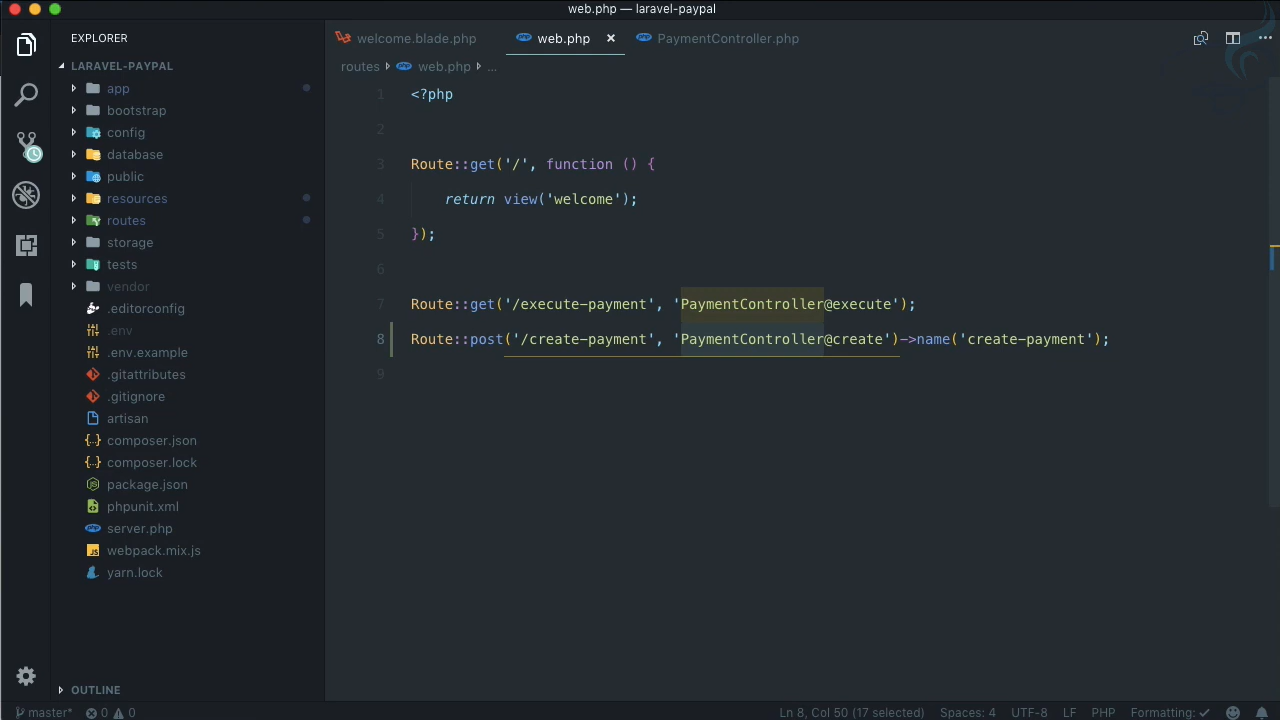 web.php — laravel-paypal
EXPLORER
LARAVEL-PAYPAL
app
bootstrap
config
database
public
resources
routes
storage
tests
vendor
.editorconfig
.env
.env.example
.gitattributes
.gitignore
artisan
composer.json
composer.lock
package.json
phpunit.xml
server.php
webpack.mix.js
yarn.lock
OUTLINE
welcome.blade.php web.php × PaymentController.php
routes web.php ...
1 <?php
2
3 Route::get('/', function () {
4 return view('welcome');
5 });
6
7 Route::get('/execute-payment', 'PaymentController@execute');
8 Route::post('/create-payment', 'PaymentController@create')->name('create-payment');
9
master* 0 0 Ln 8, Col 50 (17 selected) Spaces: 4 UTF-8 LF PHP Formatting: ✓